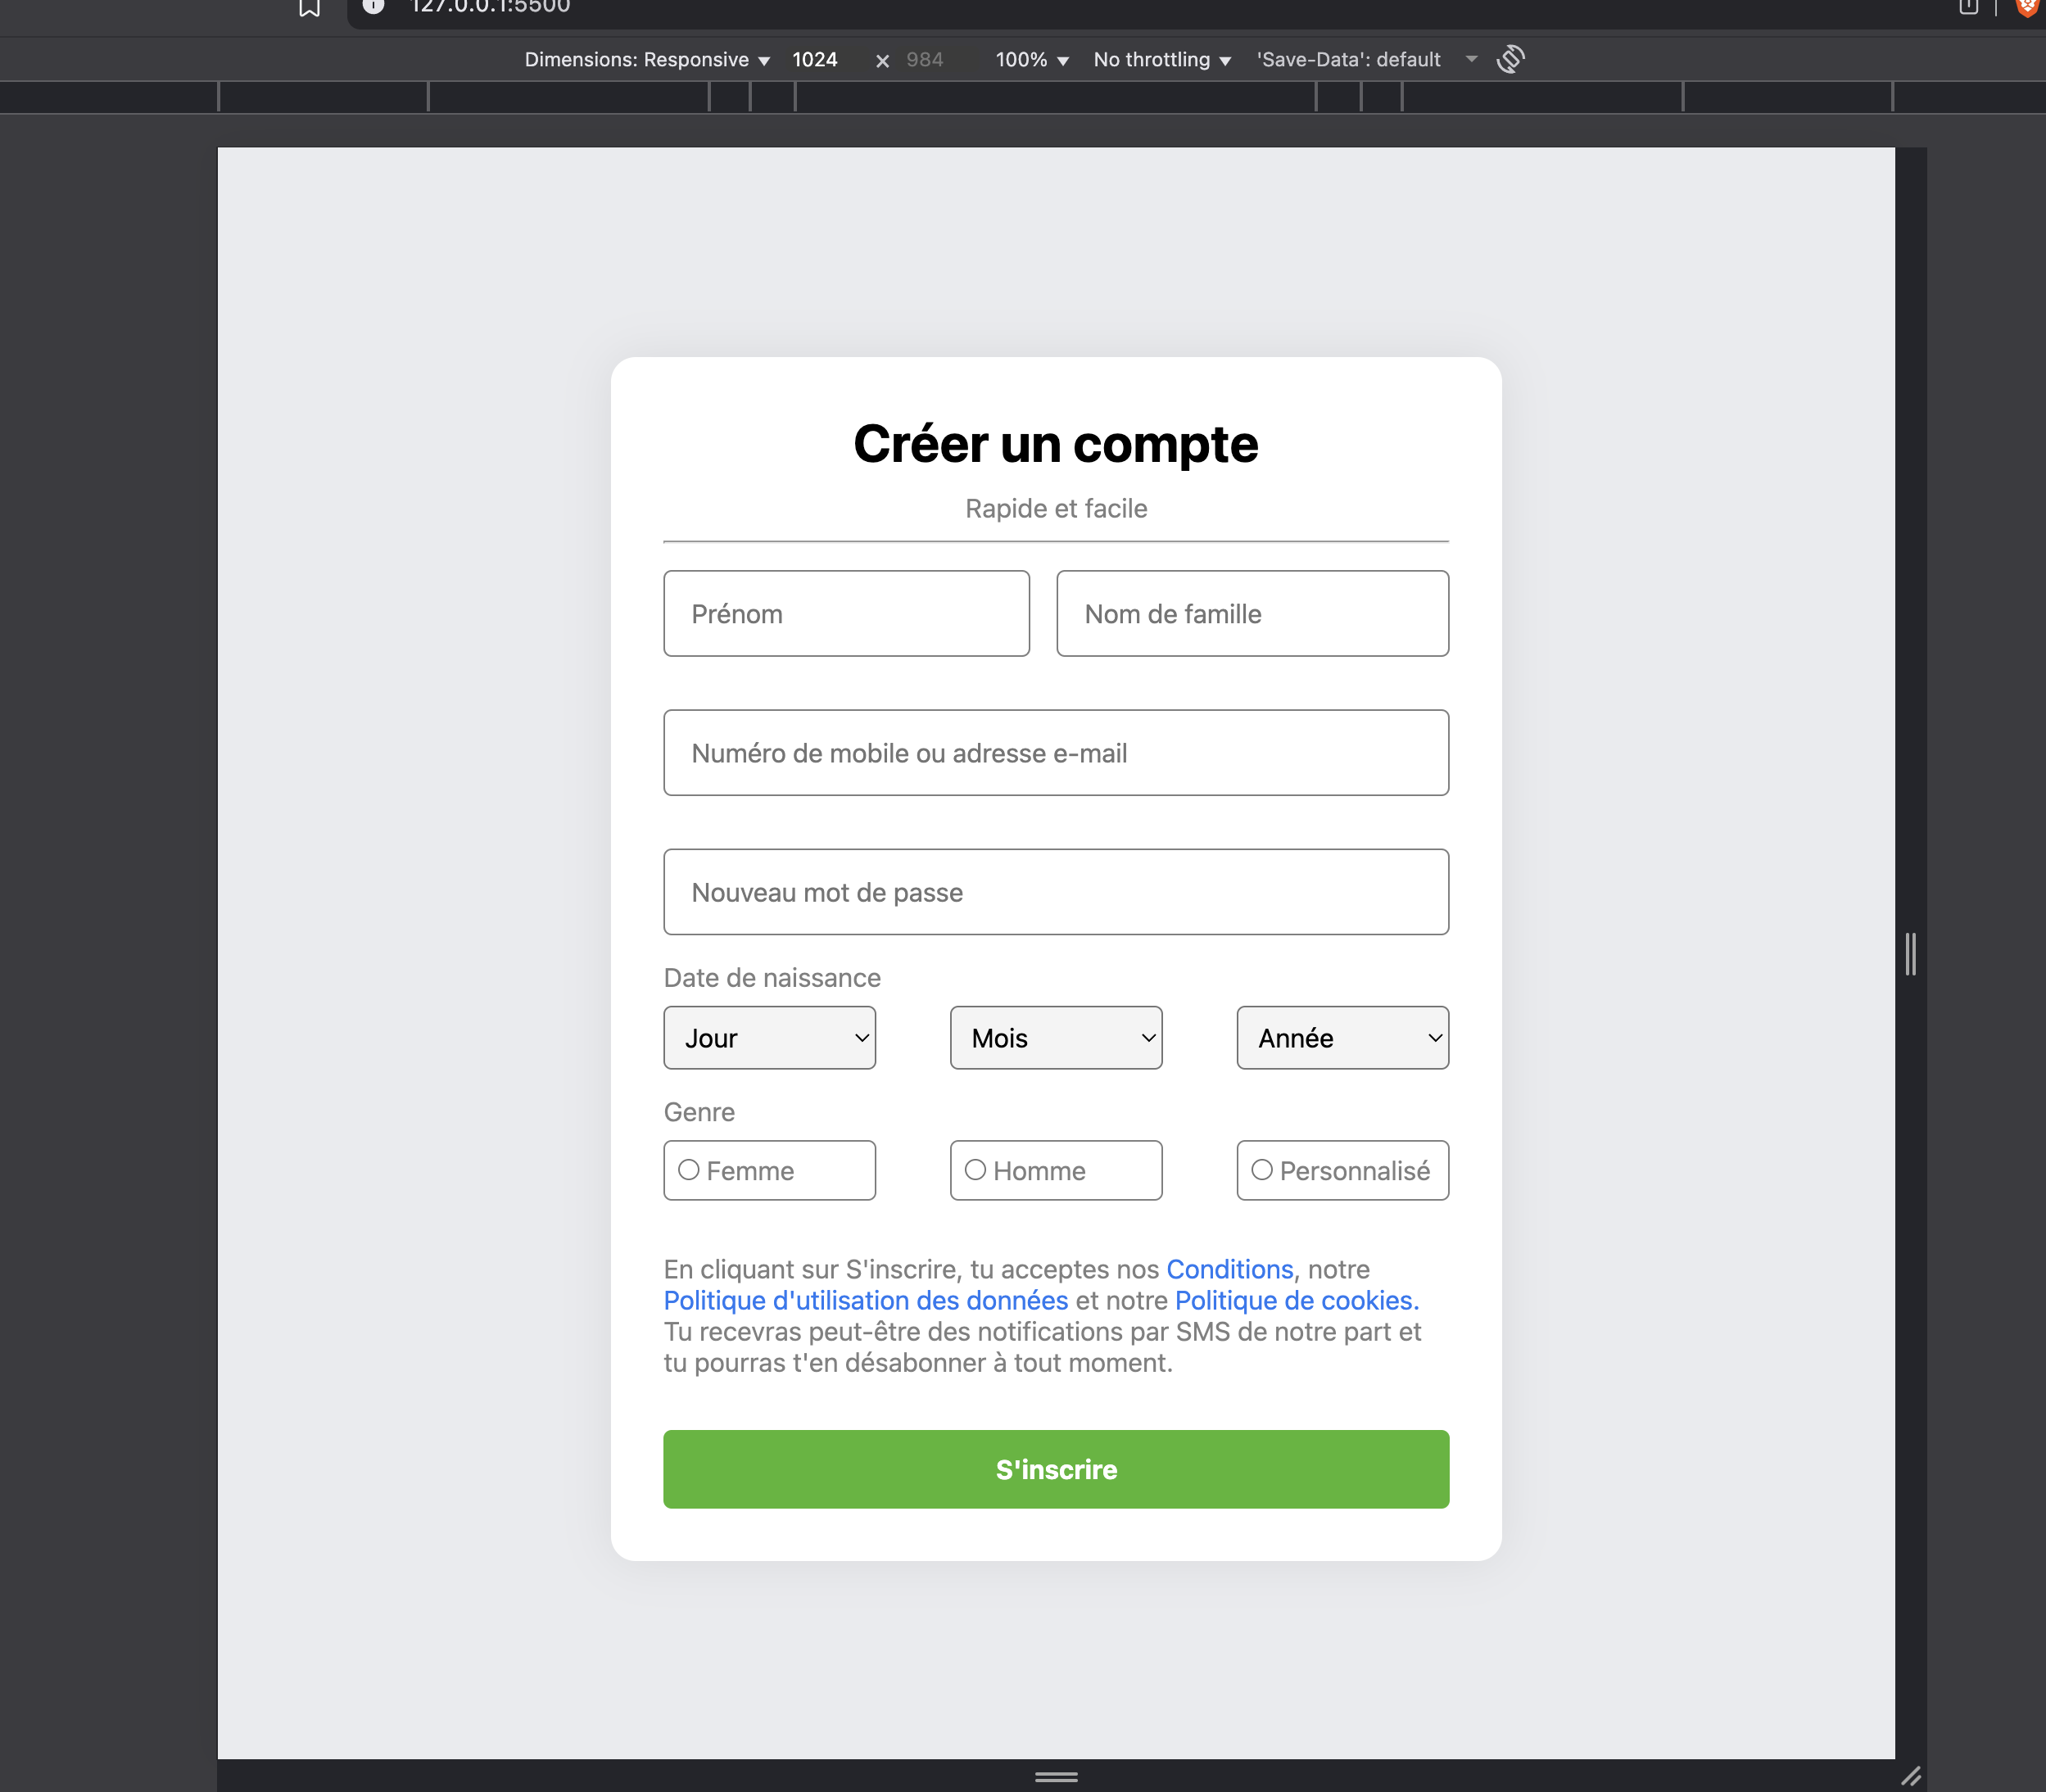 127.0.0.1:5500
Dimensions: Responsive 1024 × 984 100% No throttling 'Save-Data': default
Créer un compte
Rapide et facile
Prénom Nom de famille
Numéro de mobile ou adresse e-mail
Nouveau mot de passe
Date de naissance
Jour Mois Année
Genre
Femme Homme Personnalisé
En cliquant sur S'inscrire, tu acceptes nos Conditions, notre
Politique d'utilisation des données et notre Politique de cookies.
Tu recevras peut-être des notifications par SMS de notre part et
tu pourras t'en désabonner à tout moment.
S'inscrire